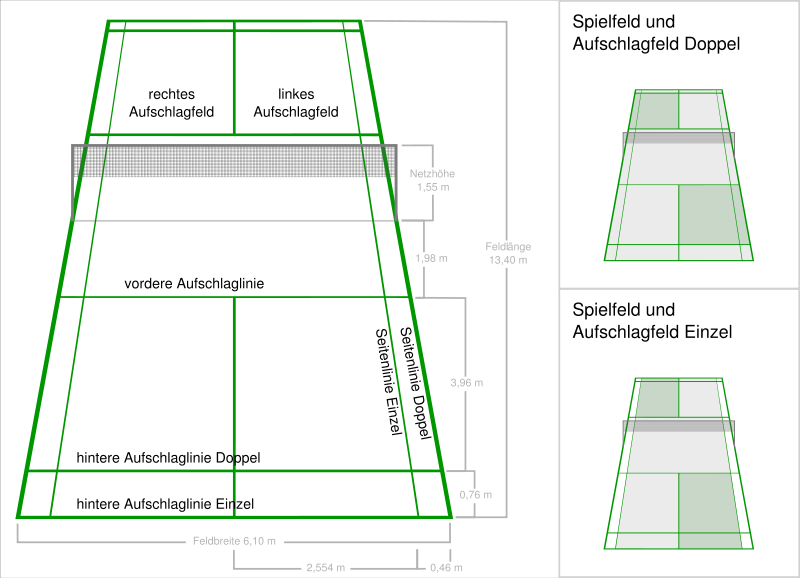 rechtes
Aufschlagfeld
linkes
Aufschlagfeld
Netzhöhe
1,55 m
Feldlänge
13,40 m
1,98 m
vordere Aufschlaglinie
Seitenlinie Einzel
Seitenlinie Doppel
3,96 m
hintere Aufschlaglinie Doppel
0,76 m
hintere Aufschlaglinie Einzel
Feldbreite 6,10 m
2,554 m
0,46 m
Spielfeld und
Aufschlagfeld Doppel
Spielfeld und
Aufschlagfeld Einzel